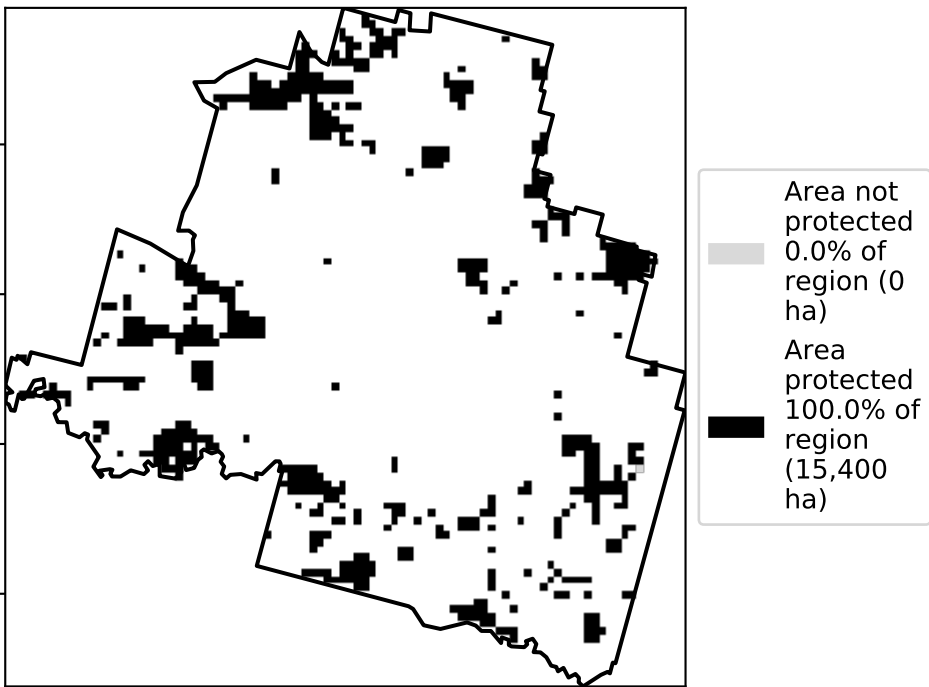 Area not
protected
0.0% of
region (0
ha)
Area
protected
100.0% of
region
(15,400
ha)